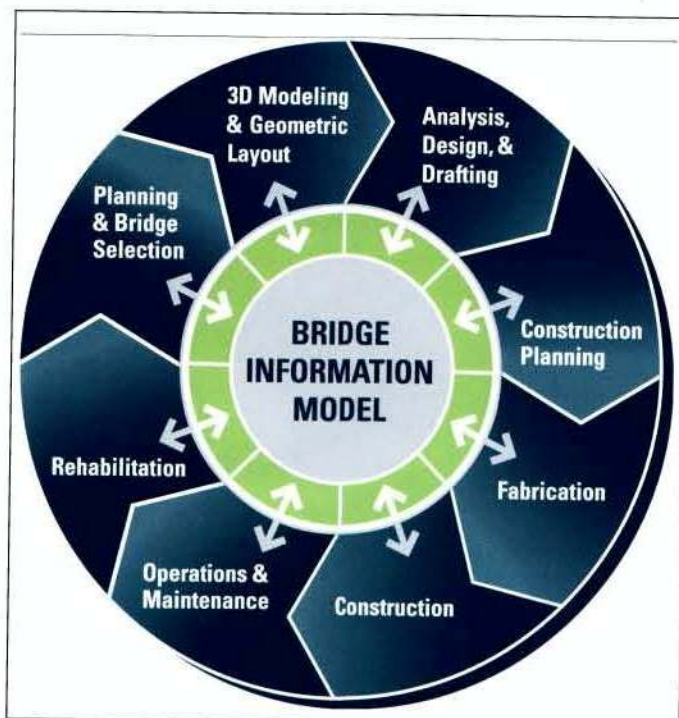 3D Modeling
& Geometric
Layout
Analysis,
Design, &
Drafting
Planning
& Bridge
Selection
BRIDGE
INFORMATION
MODEL
Construction
Planning
Rehabilitation
Fabrication
Operations &
Maintenance
Construction